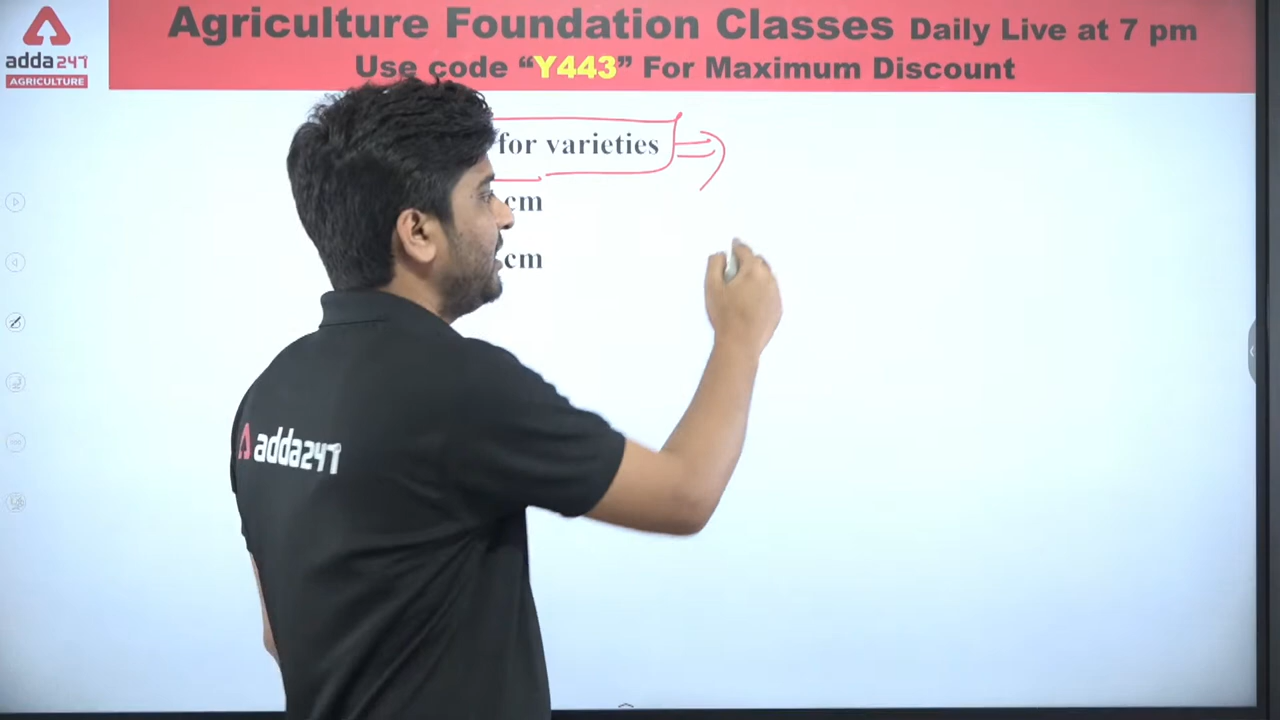 Agriculture Foundation Classes Daily Live at 7 pm
Use code “Y443” For Maximum Discount
adda247
AGRICULTURE
for varieties
cm
cm
adda247